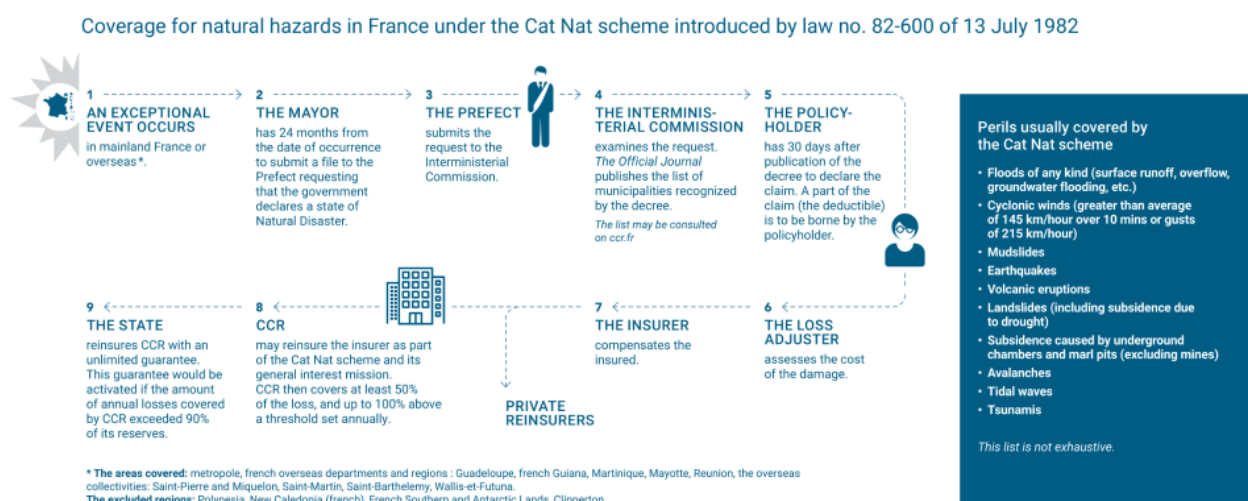 Coverage for natural hazards in France under the Cat Nat scheme introduced by law no. 82-600 of 13 July 1982
1
AN EXCEPTIONAL
EVENT OCCURS
in mainland France or
overseas*.
2
THE MAYOR
has 24 months from
the date of occurrence
to submit a file to the
Prefect requesting
that the government
declares a state of
Natural Disaster.
3
THE PREFECT
submits the
request to the
Interministerial
Commission.
4
THE INTERMINIS-
TERIAL COMMISSION
examines the request.
The Official Journal
publishes the list of
municipalities recognized
by the decree.
The list may be consulted
on ccr.fr
5
THE POLICY-
HOLDER
has 30 days after
publication of the
decree to declare the
claim. A part of the
claim (the deductible)
is to be borne by the
policyholder.
6
THE LOSS
ADJUSTER
assesses the cost
of the damage.
7
THE INSURER
compensates the
insured.
PRIVATE
REINSURERS
8
CCR
may reinsure the insurer as part
of the Cat Nat scheme and its
general interest mission.
CCR then covers at least 50%
of the loss, and up to 100% above
a threshold set annually.
9
THE STATE
reinsures CCR with an
unlimited guarantee.
This guarantee would be
activated if the amount
of annual losses covered
by CCR exceeded 90%
of its reserves.
Perils usually covered by
the Cat Nat scheme
• Floods of any kind (surface runoff, overflow,
groundwater flooding, etc.)
• Cyclonic winds (greater than average
of 145 km/hour over 10 mins or gusts
of 215 km/hour)
• Mudslides
• Earthquakes
• Volcanic eruptions
• Landslides (including subsidence due
to drought)
• Subsidence caused by underground
chambers and marl pits (excluding mines)
• Avalanches
• Tidal waves
• Tsunamis
This list is not exhaustive.
* The areas covered: metropole, french overseas departments and regions : Guadeloupe, french Guiana, Martinique, Mayotte, Reunion, the overseas
collectivities: Saint-Pierre and Miquelon, Saint-Martin, Saint-Barthelemy, Wallis-et-Futuna.
The excluded regions: Polynesia, New Caledonia (french), French Southern and Antarctic Lands, Clipperton